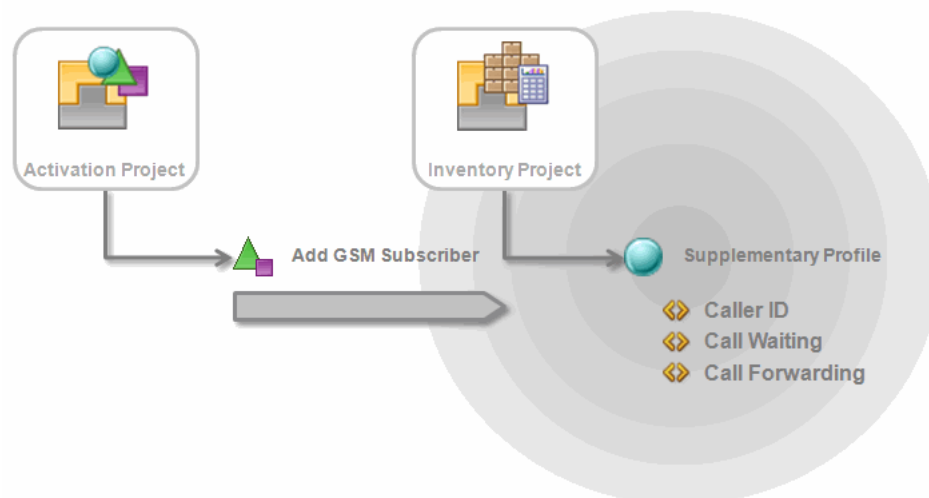 Activation Project
Inventory Project
Add GSM Subscriber
Supplementary Profile
Caller ID
Call Waiting
Call Forwarding